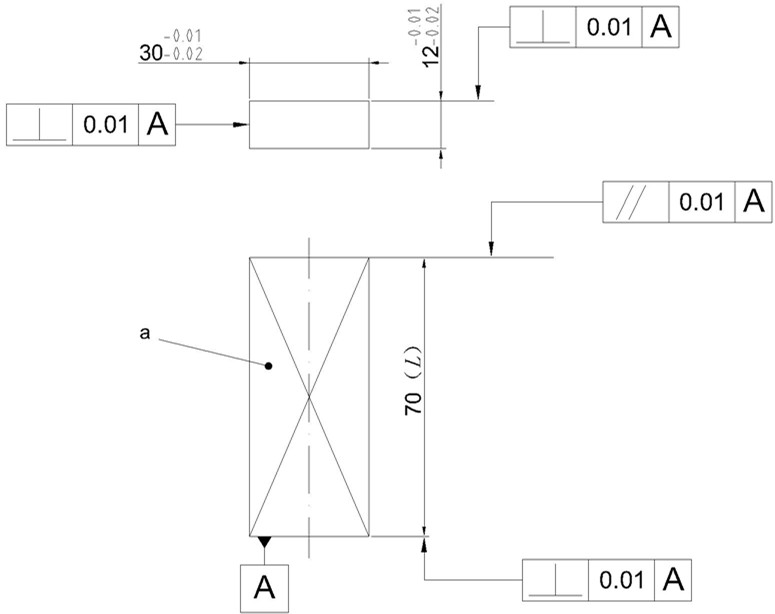 ⊥ 0.01 A
30 -0.01 -0.02
12 -0.01 -0.02
⊥ 0.01 A
// 0.01 A
a
70 (L)
A
⊥ 0.01 A